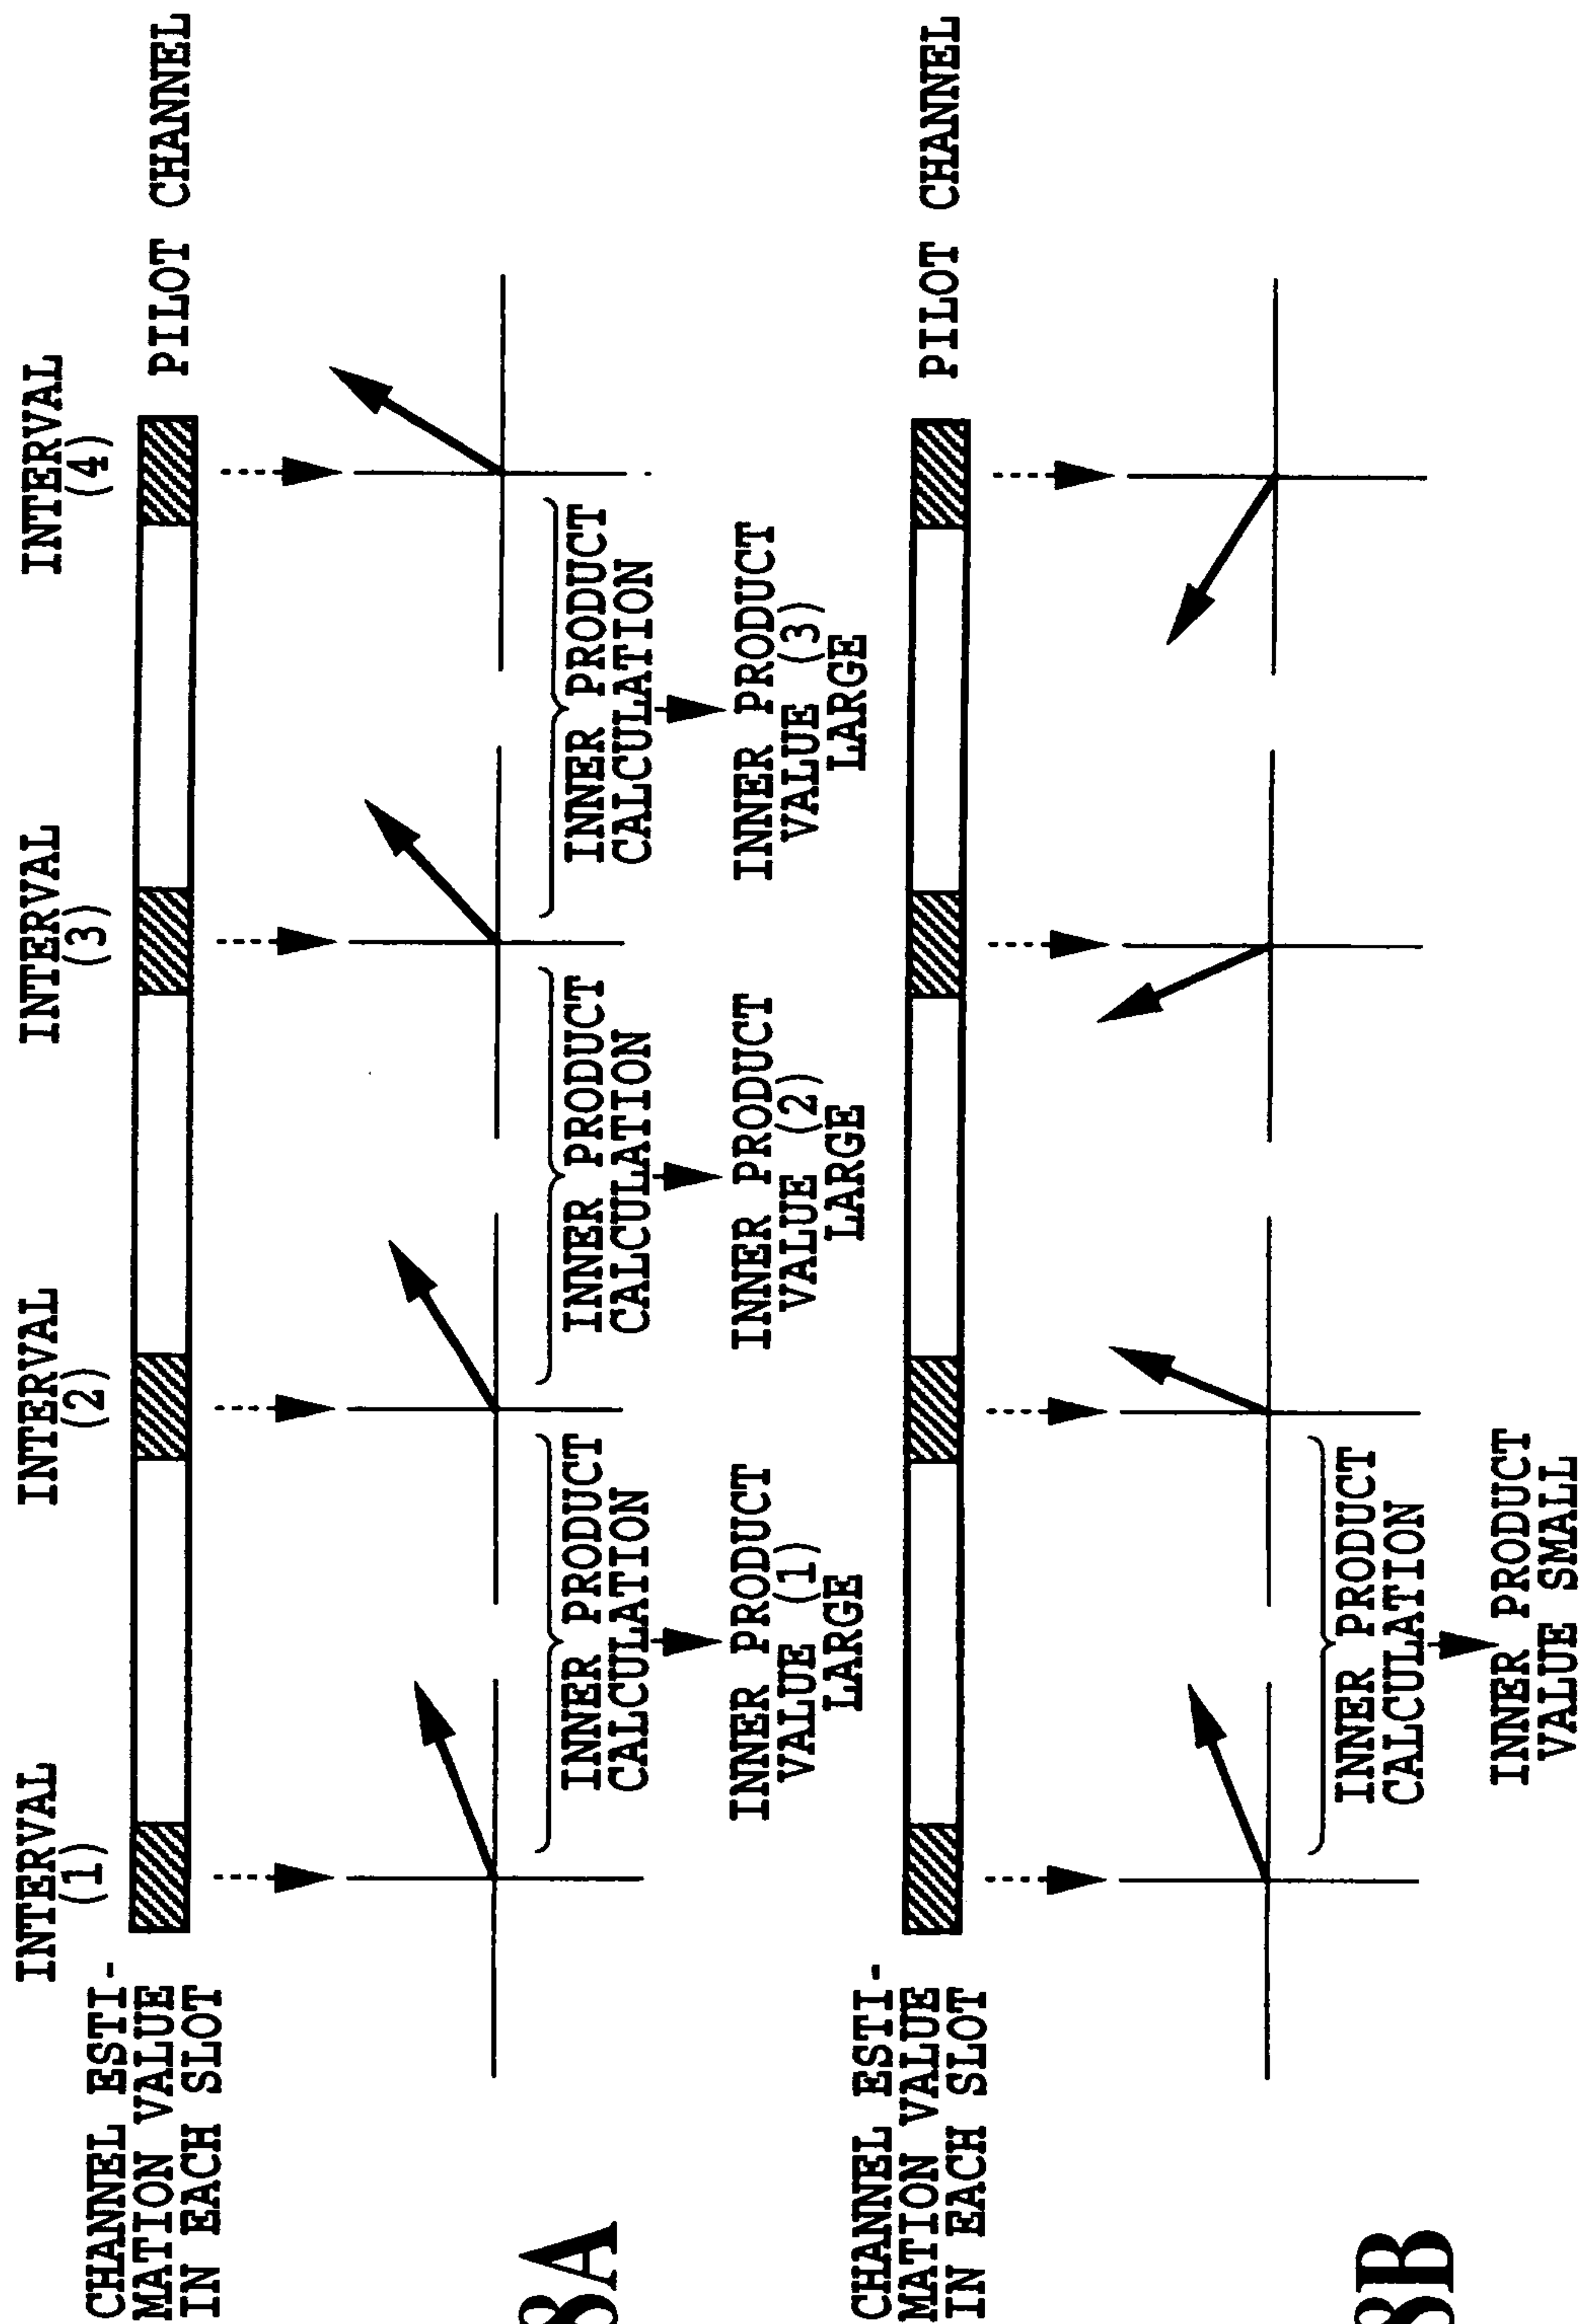 CHANNEL ESTI-
MATION VALUE
IN EACH SLOT
INTERVAL
(1)
INTERVAL
(2)
INTERVAL
(3)
INTERVAL
(4)
PILOT CHANNEL
INNER PRODUCT
CALCULATION
INNER PRODUCT
CALCULATION
INNER PRODUCT
CALCULATION
INNER PRODUCT
VALUE (1)
LARGE
INNER PRODUCT
VALUE (2)
LARGE
INNER PRODUCT
VALUE (3)
LARGE
8A
CHANNEL ESTI-
MATION VALUE
IN EACH SLOT
PILOT CHANNEL
INNER PRODUCT
CALCULATION
INNER PRODUCT
VALUE SMALL
8B